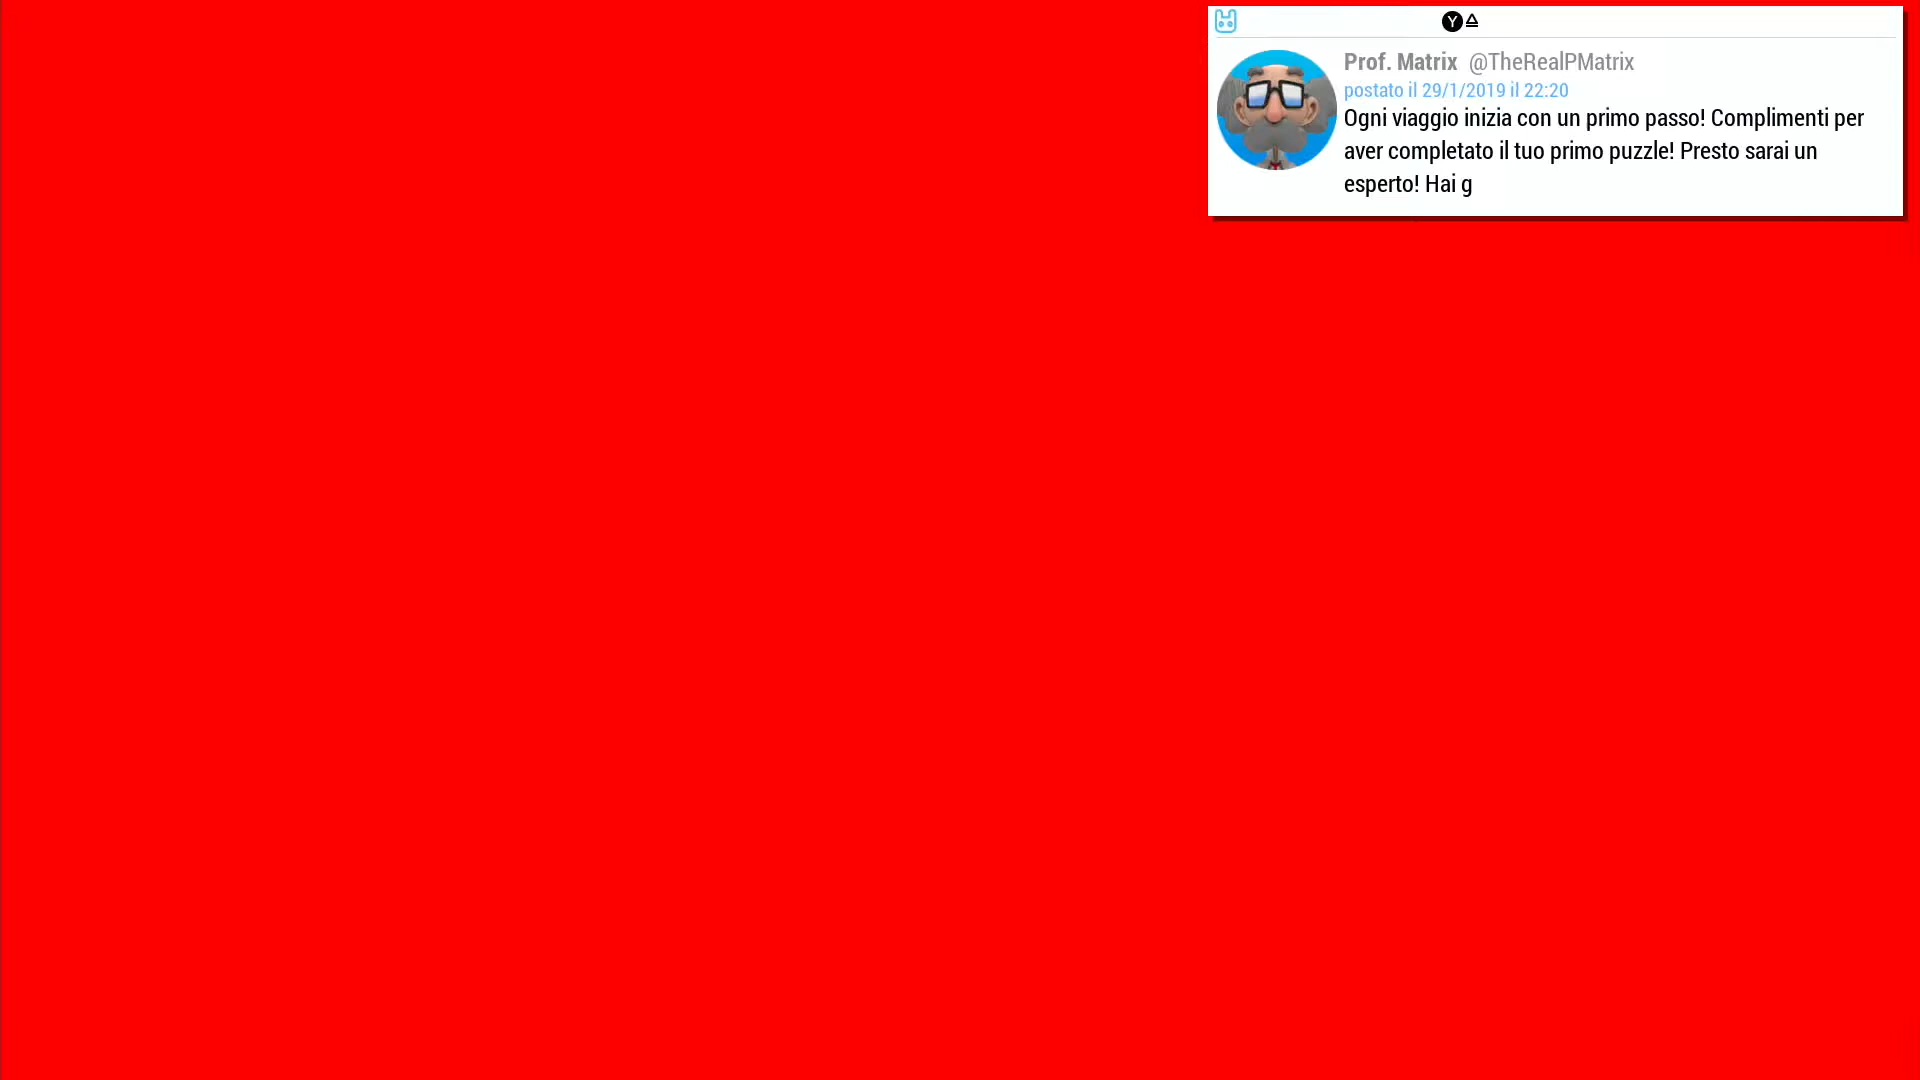 Y
Prof. Matrix @TheRealPMatrix
postato il 29/1/2019 il 22:20
Ogni viaggio inizia con un primo passo! Complimenti per
aver completato il tuo primo puzzle! Presto sarai un
esperto! Hai g